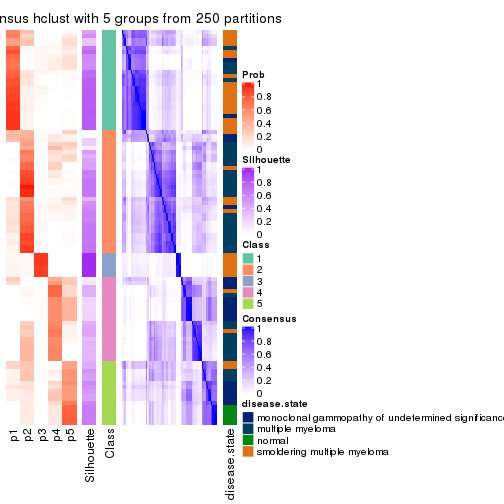 nsus hclust with 5 groups from 250 partitions
Prob
1
0.8
0.6
0.4
0.2
0
Silhouette
1
0.8
0.6
0.4
0.2
0
Class
1
2
3
4
5
Consensus
1
0.8
0.6
0.4
0.2
0
disease.state
monoclonal gammopathy of undetermined significance
multiple myeloma
normal
smoldering multiple myeloma
p1
p2
p3
p4
p5
Silhouette
Class
disease.state